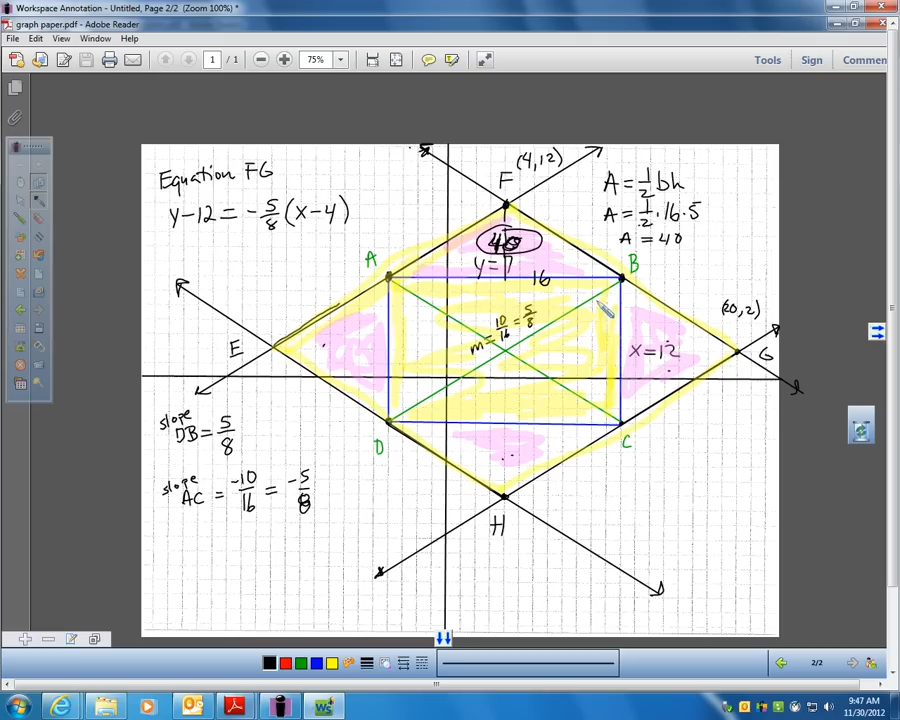 Workspace Annotation - Untitled, Page 2/2 (Zoom 100%) *
graph paper.pdf - Adobe Reader
File Edit View Window Help
1 / 1 75% Tools Sign Commen
Equation FG
y-12 = -5/8 (x-4)
(4,12)
F
A = 1/2 bh
A = 1/2 · 16 · 5
A = 40
40
y = 7
A
16
B
m = 10/16 = 5/8
(20, 2)
E
x = 12
G
slope DB = 5/8
D
C
slope AC = -10/16 = -5/8
H
2/2
2/2
9:47 AM
11/30/2012